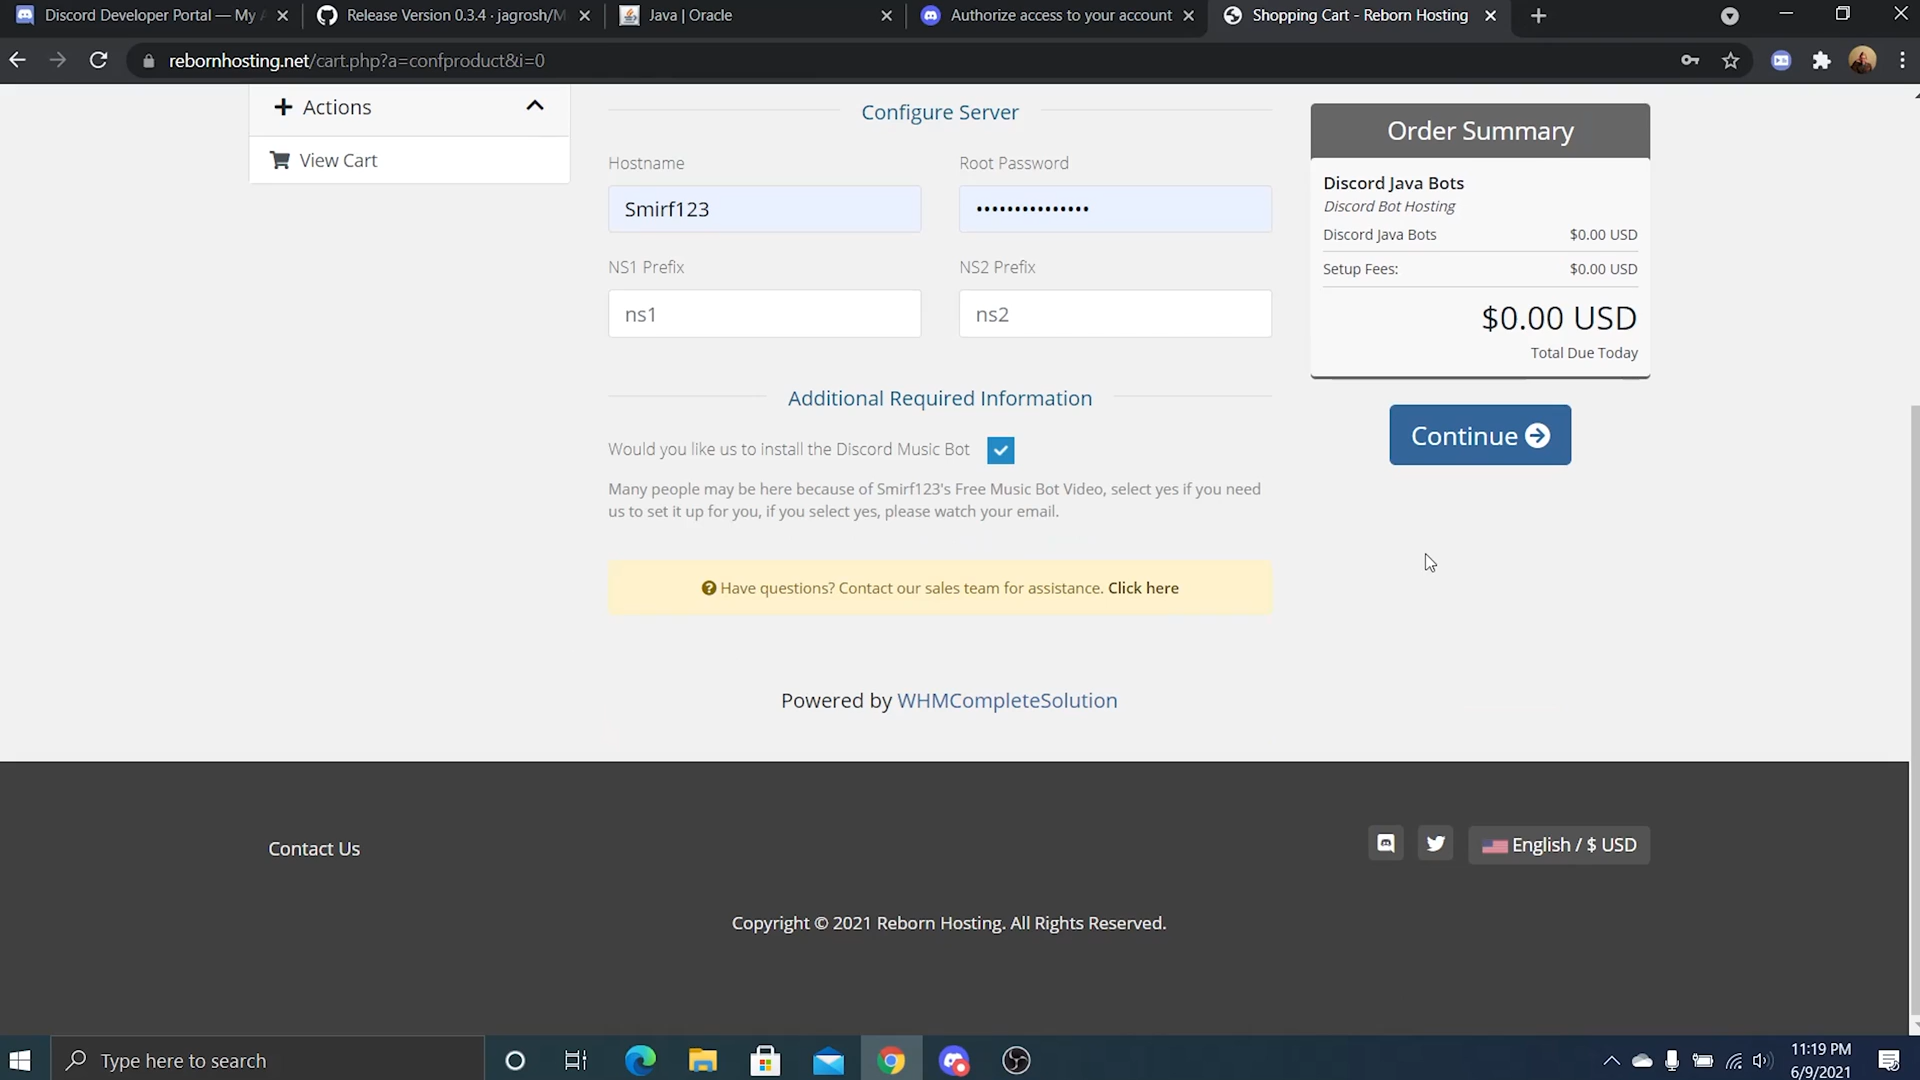 Discord Developer Portal — My A
Release Version 0.3.4 · jagrosh/M
Java | Oracle
Authorize access to your account
Shopping Cart - Reborn Hosting
rebornhosting.net/cart.php?a=confproduct&i=0
Actions
View Cart
Configure Server
Hostname
Root Password
Smirf123
•••••••••••••••
NS1 Prefix
NS2 Prefix
ns1
ns2
Additional Required Information
Would you like us to install the Discord Music Bot
Many people may be here because of Smirf123's Free Music Bot Video, select yes if you need
us to set it up for you, if you select yes, please watch your email.
Have questions? Contact our sales team for assistance. Click here
Order Summary
Discord Java Bots
Discord Bot Hosting
Discord Java Bots $0.00 USD
Setup Fees: $0.00 USD
$0.00 USD
Total Due Today
Continue
Powered by WHMCompleteSolution
Contact Us
English / $ USD
Copyright © 2021 Reborn Hosting. All Rights Reserved.
Type here to search
11:19 PM
6/9/2021